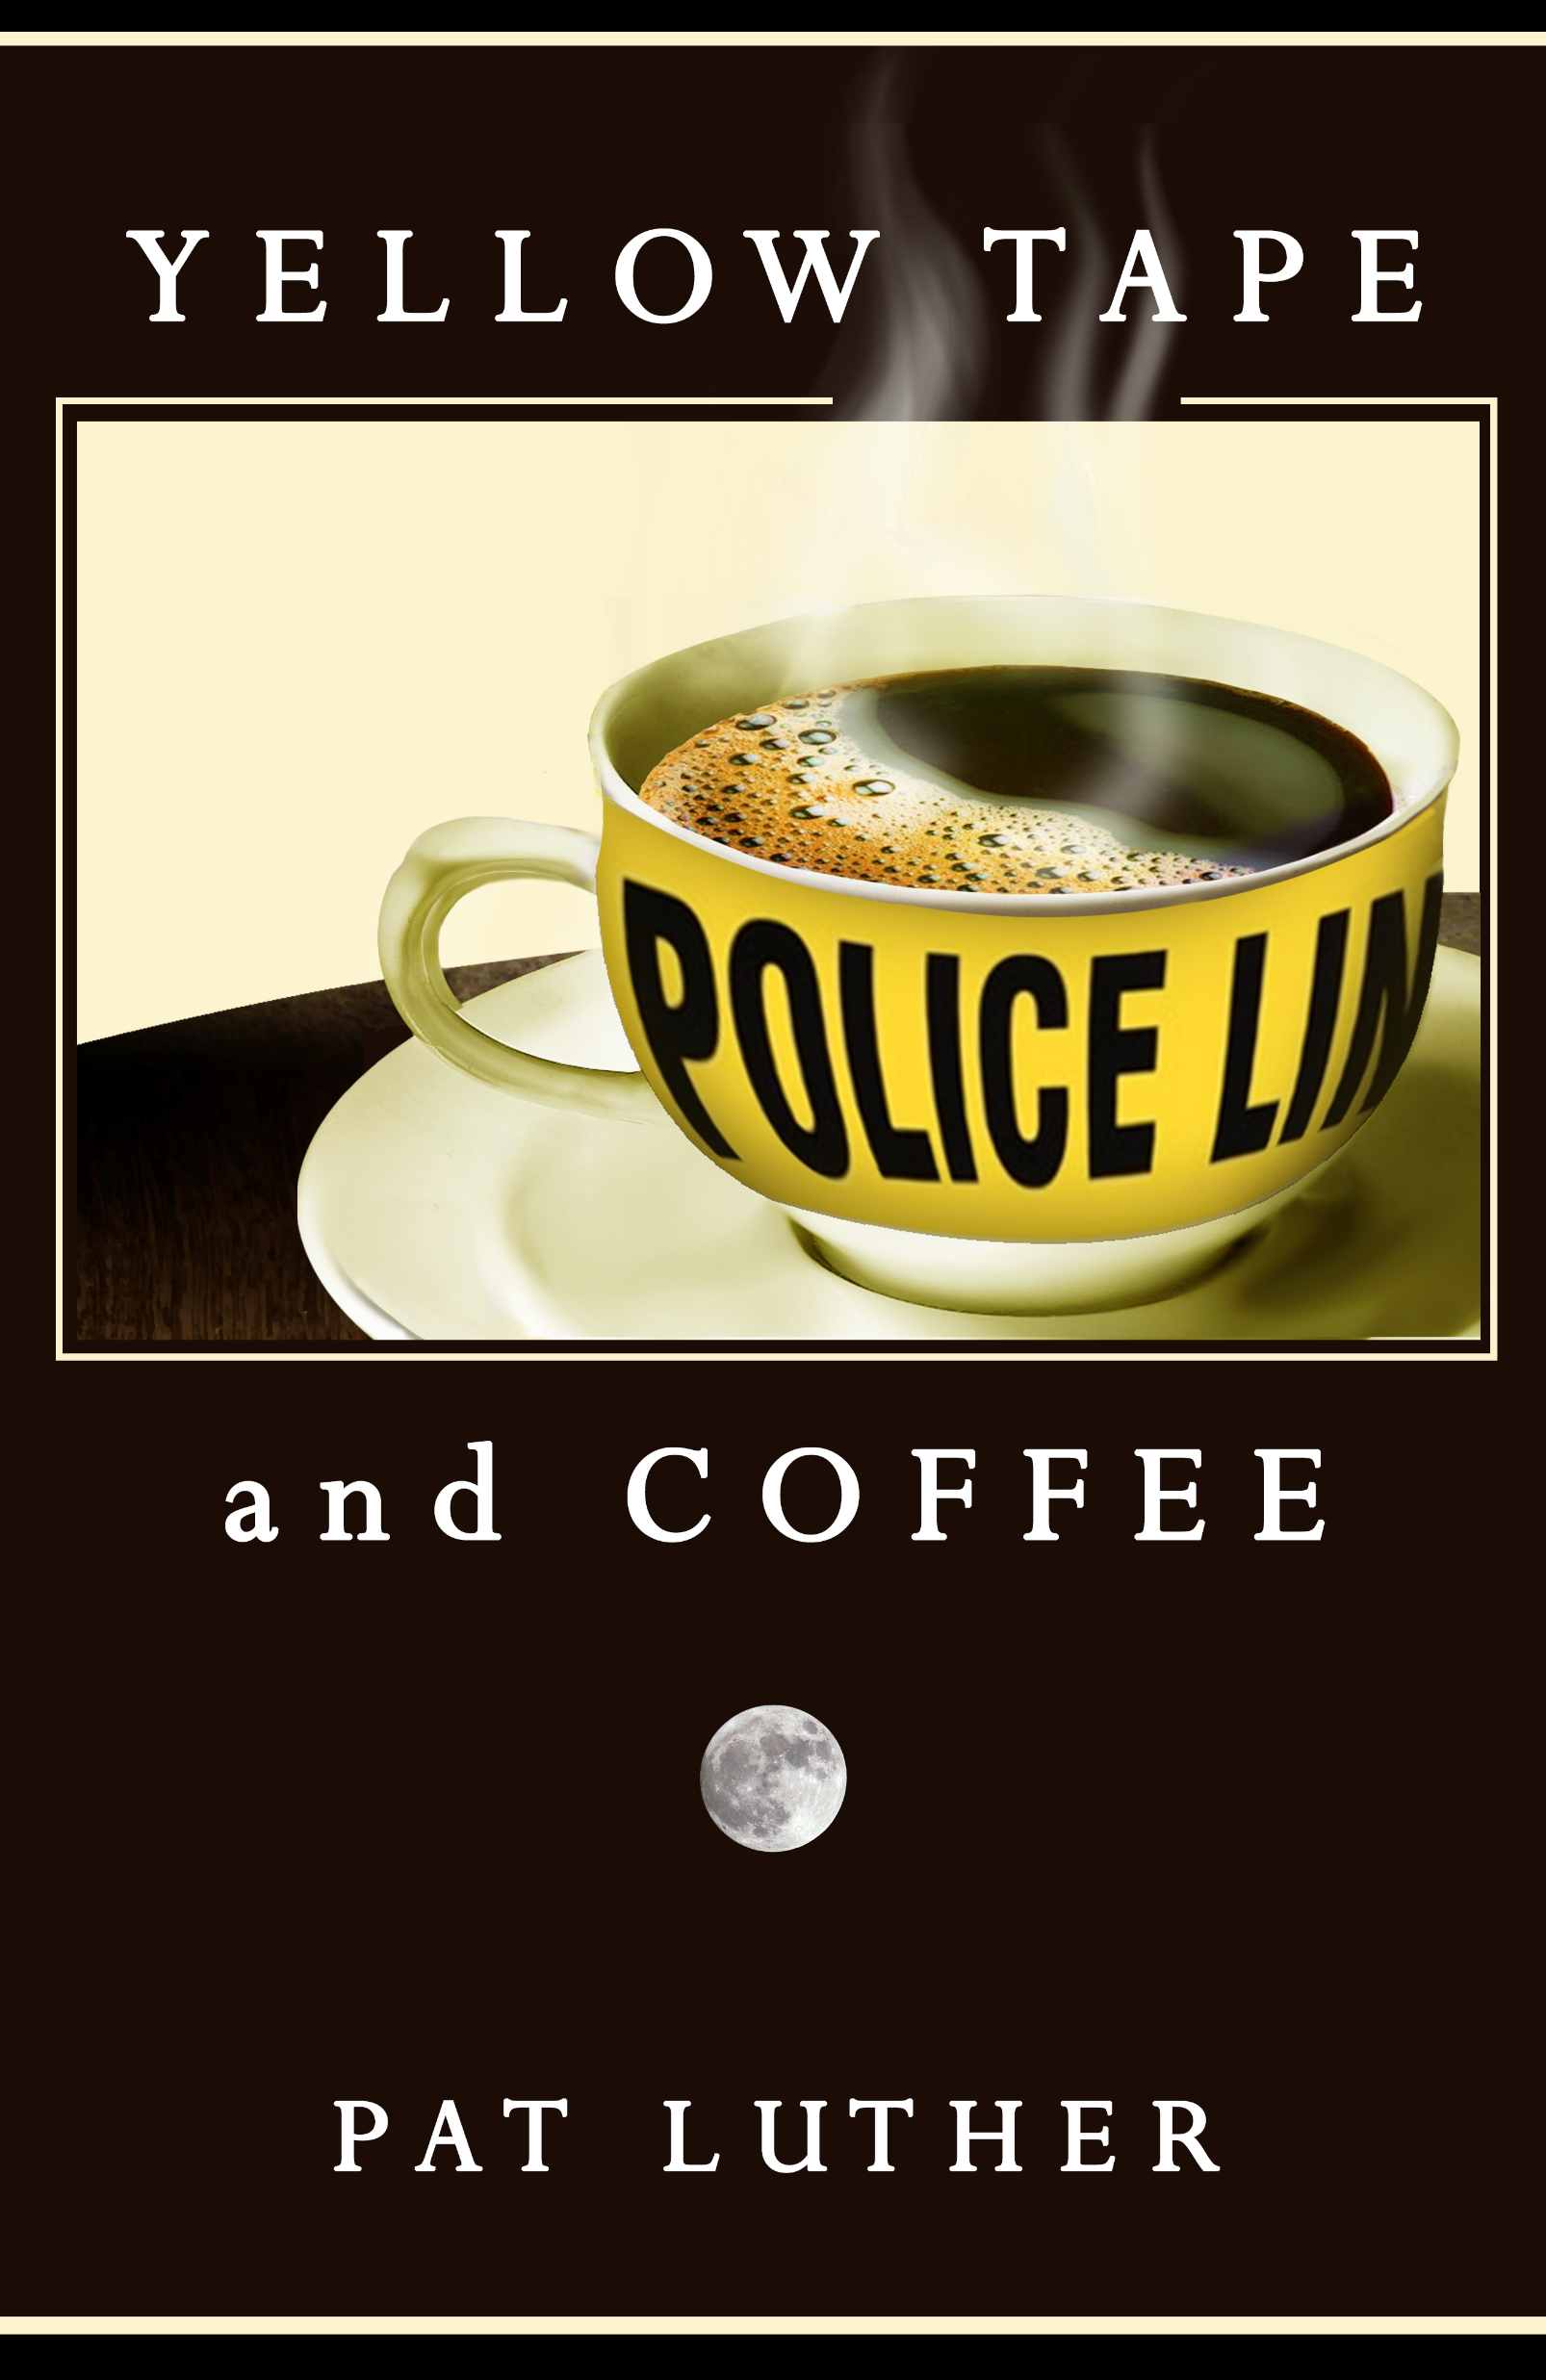 YELLOW TAPE
POLICE LIN
and COFFEE
PAT LUTHER